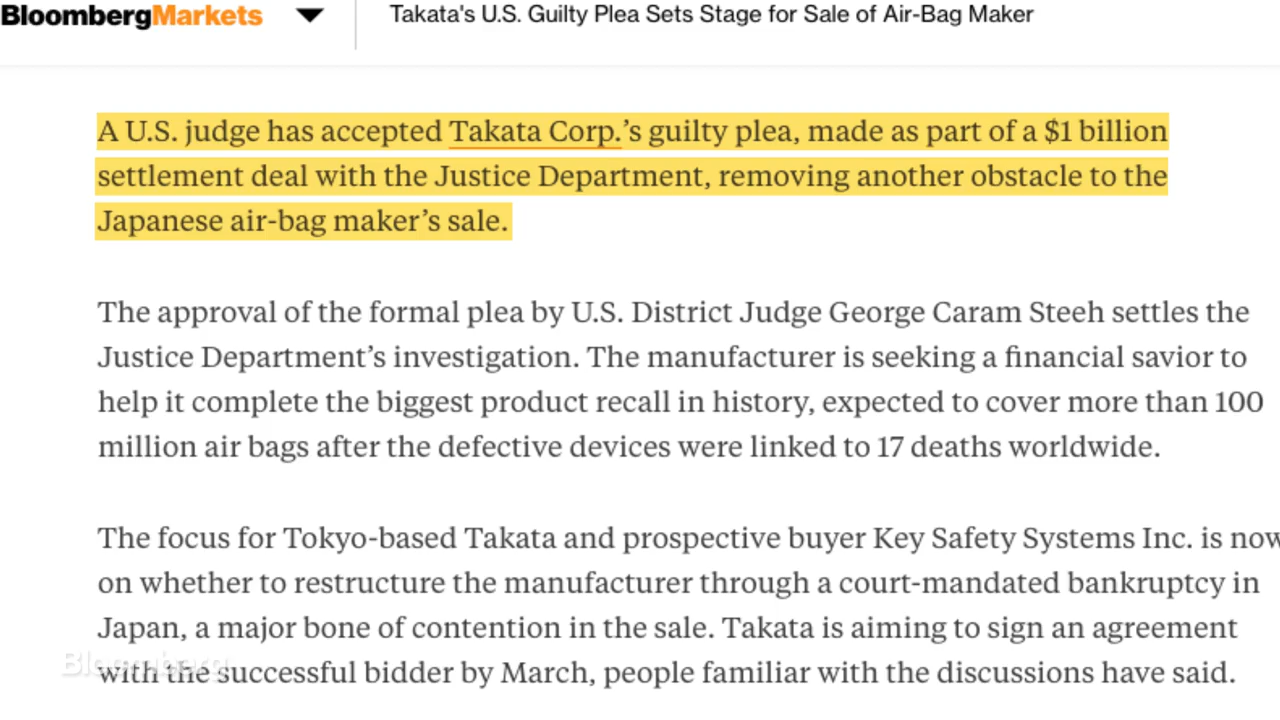 BloombergMarkets
Takata's U.S. Guilty Plea Sets Stage for Sale of Air-Bag Maker
A U.S. judge has accepted Takata Corp.’s guilty plea, made as part of a $1 billion
settlement deal with the Justice Department, removing another obstacle to the
Japanese air-bag maker’s sale.
The approval of the formal plea by U.S. District Judge George Caram Steeh settles the
Justice Department’s investigation. The manufacturer is seeking a financial savior to
help it complete the biggest product recall in history, expected to cover more than 100
million air bags after the defective devices were linked to 17 deaths worldwide.
The focus for Tokyo-based Takata and prospective buyer Key Safety Systems Inc. is now
on whether to restructure the manufacturer through a court-mandated bankruptcy in
Japan, a major bone of contention in the sale. Takata is aiming to sign an agreement
with the successful bidder by March, people familiar with the discussions have said.
Bloomberg